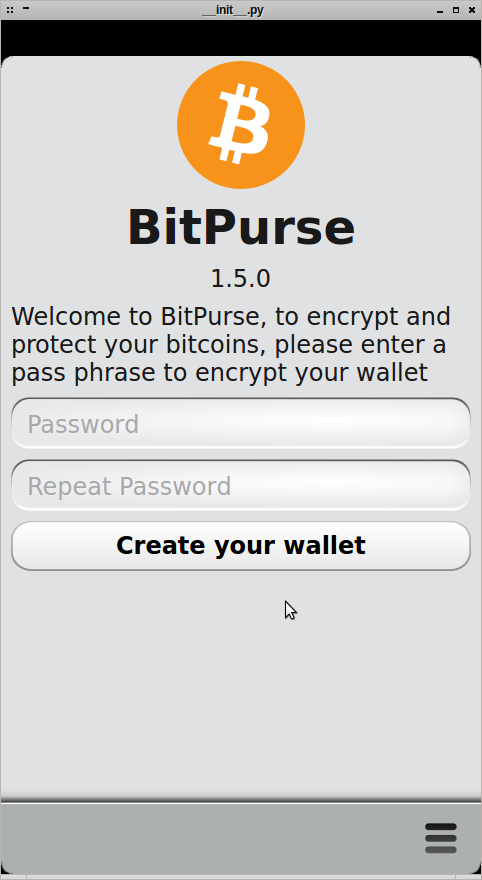 __init__.py
BitPurse
1.5.0
Welcome to BitPurse, to encrypt and
protect your bitcoins, please enter a
pass phrase to encrypt your wallet
Password
Repeat Password
Create your wallet